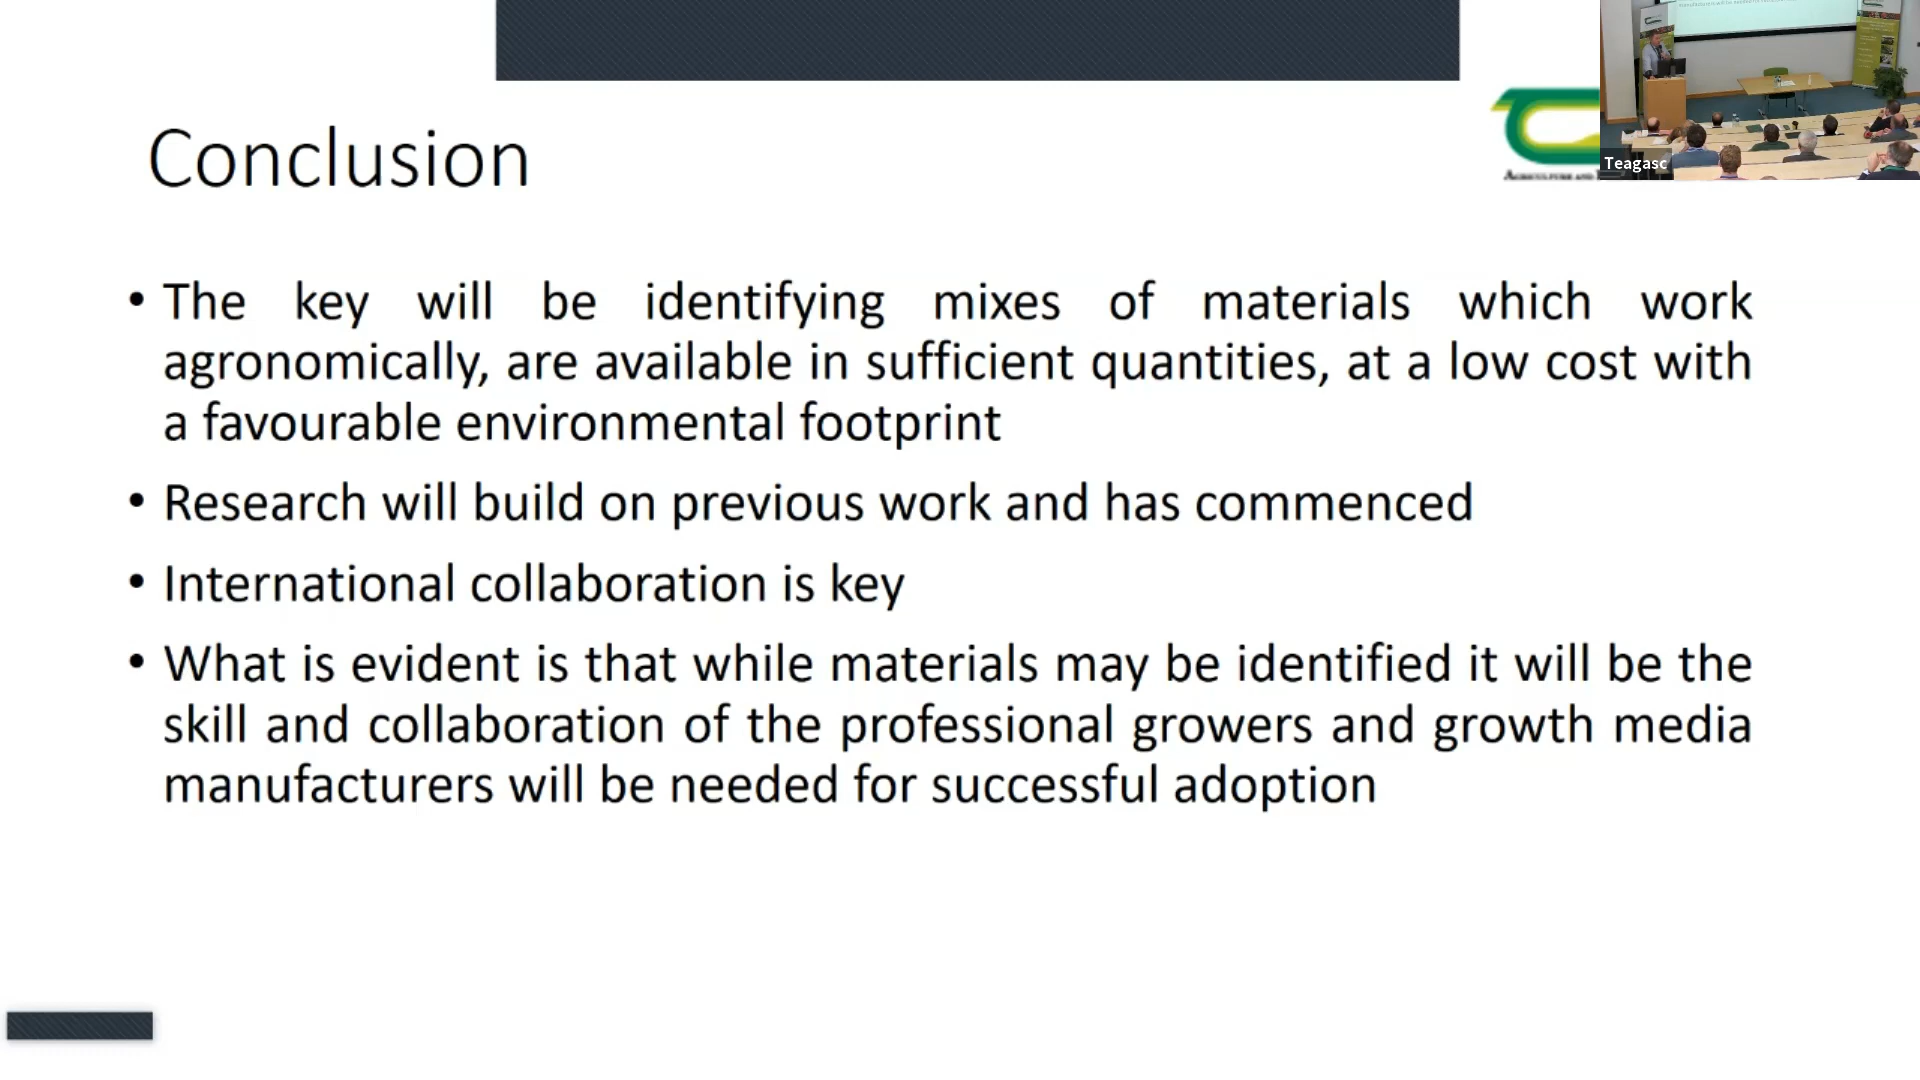 Conclusion
• The key will be identifying mixes of materials which work
agronomically, are available in sufficient quantities, at a low cost with
a favourable environmental footprint
• Research will build on previous work and has commenced
• International collaboration is key
• What is evident is that while materials may be identified it will be the
skill and collaboration of the professional growers and growth media
manufacturers will be needed for successful adoption
AGRICULTURE AND
Teagasc